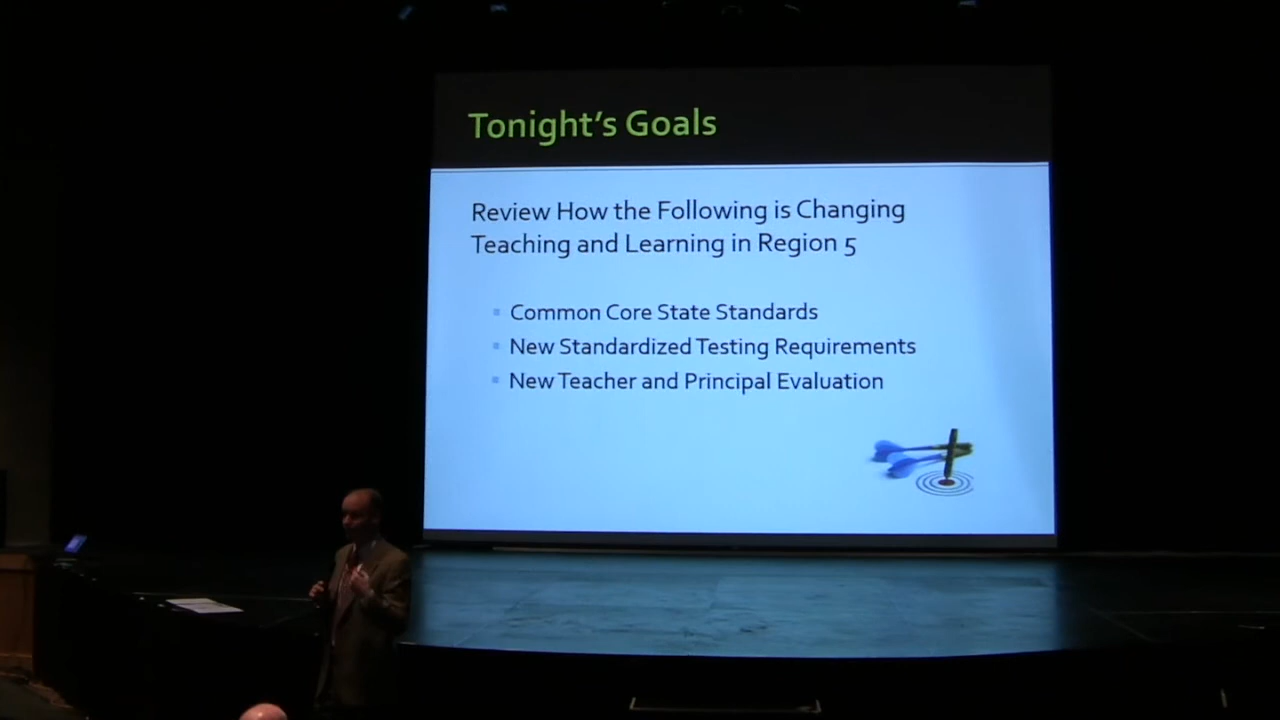 Tonight's Goals
Review How the Following is Changing
Teaching and Learning in Region 5
Common Core State Standards
New Standardized Testing Requirements
New Teacher and Principal Evaluation